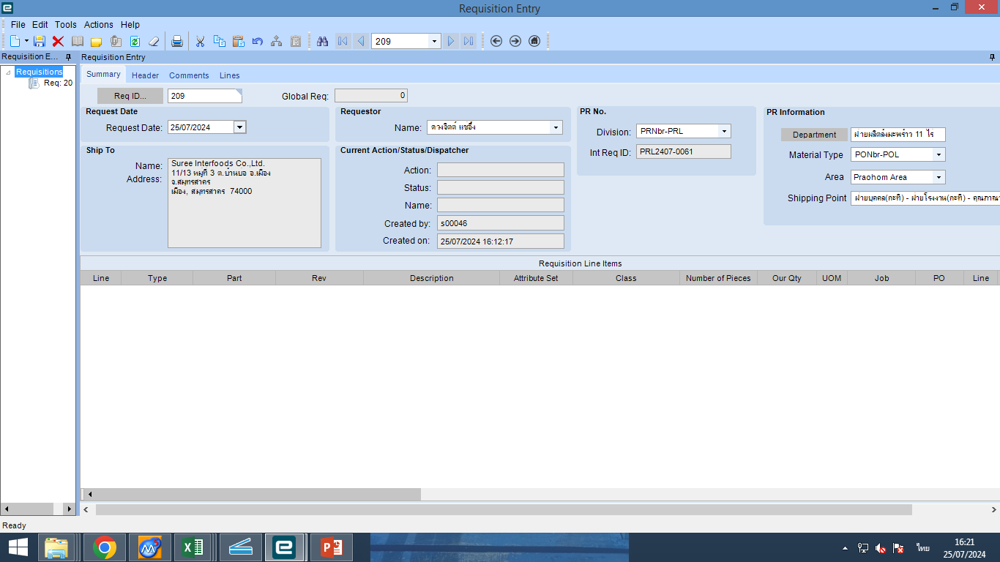 Requisition Entry
File Edit Tools Actions Help
209
Requisition E... Requisition Entry
Requisitions
Req: 20
Summary Header Comments Lines
Req ID... 209 Global Req: 0
Request Date
Request Date: 25/07/2024
Requestor
Name: ดวงจิตต์ แซ่อึ้ง
PR No.
Division: PRNbr-PRL
Int Req ID: PRL2407-0061
PR Information
Department ฝ่ายผลิตล้งมะพร้าว 11 ไร่
Material Type PONbr-POL
Area Praohom Area
Shipping Point ฝ่ายบุคคล(กะทิ) - ฝ่ายโรงงาน(กะทิ) -
Ship To
Name: Suree Interfoods Co.,Ltd.
Address: 11/13 หมู่ที่ 3 ต.บ้านบ่อ อ.เมือง
จ.สมุทรสาคร
เมือง, สมุทรสาคร 74000
Current Action/Status/Dispatcher
Action:
Status:
Name:
Created by: s00046
Created on: 25/07/2024 16:12:17
Requisition Line Items
Line Type Part Rev Description Attribute Set Class Number of Pieces Our Qty UOM Job PO Line
Ready
ไทย
16:21
25/07/2024